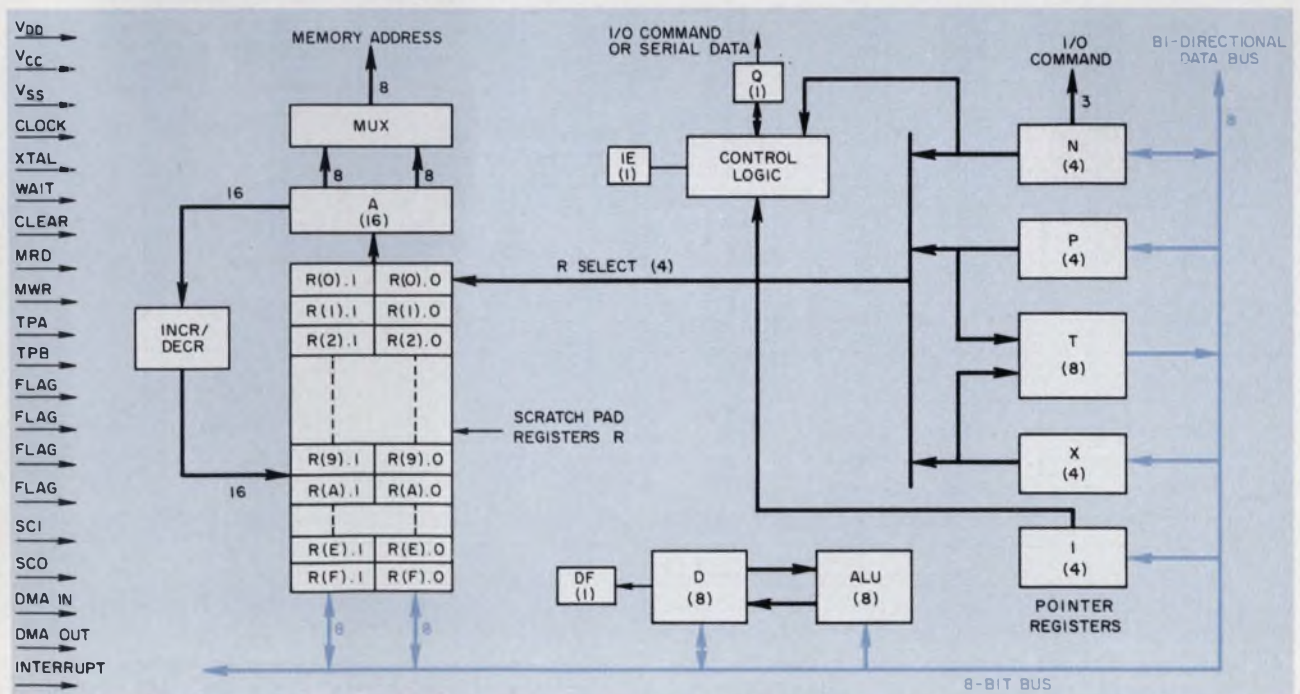 VDD
VCC
VSS
CLOCK
XTAL
WAIT
CLEAR
MRD
MWR
TPA
TPB
FLAG
FLAG
FLAG
FLAG
SCI
SCO
DMA IN
DMA OUT
INTERRUPT
MEMORY ADDRESS
8
MUX
8 8
16
A
(16)
R(0).1 R(0).0
R(1).1 R(1).0
R(2).1 R(2).0
INCR/
DECR
SCRATCH PAD
REGISTERS R
R(9).1 R(9).0
R(A).1 R(A).0
16
R(E).1 R(E).0
R(F).1 R(F).0
8 8
I/O COMMAND
OR SERIAL DATA
Q
(1)
IE
(1)
CONTROL
LOGIC
R SELECT (4)
DF
(1)
D
(8)
ALU
(8)
I/O
COMMAND
3
N
(4)
P
(4)
T
(8)
X
(4)
I
(4)
POINTER
REGISTERS
BI-DIRECTIONAL
DATA BUS
8
8-BIT BUS